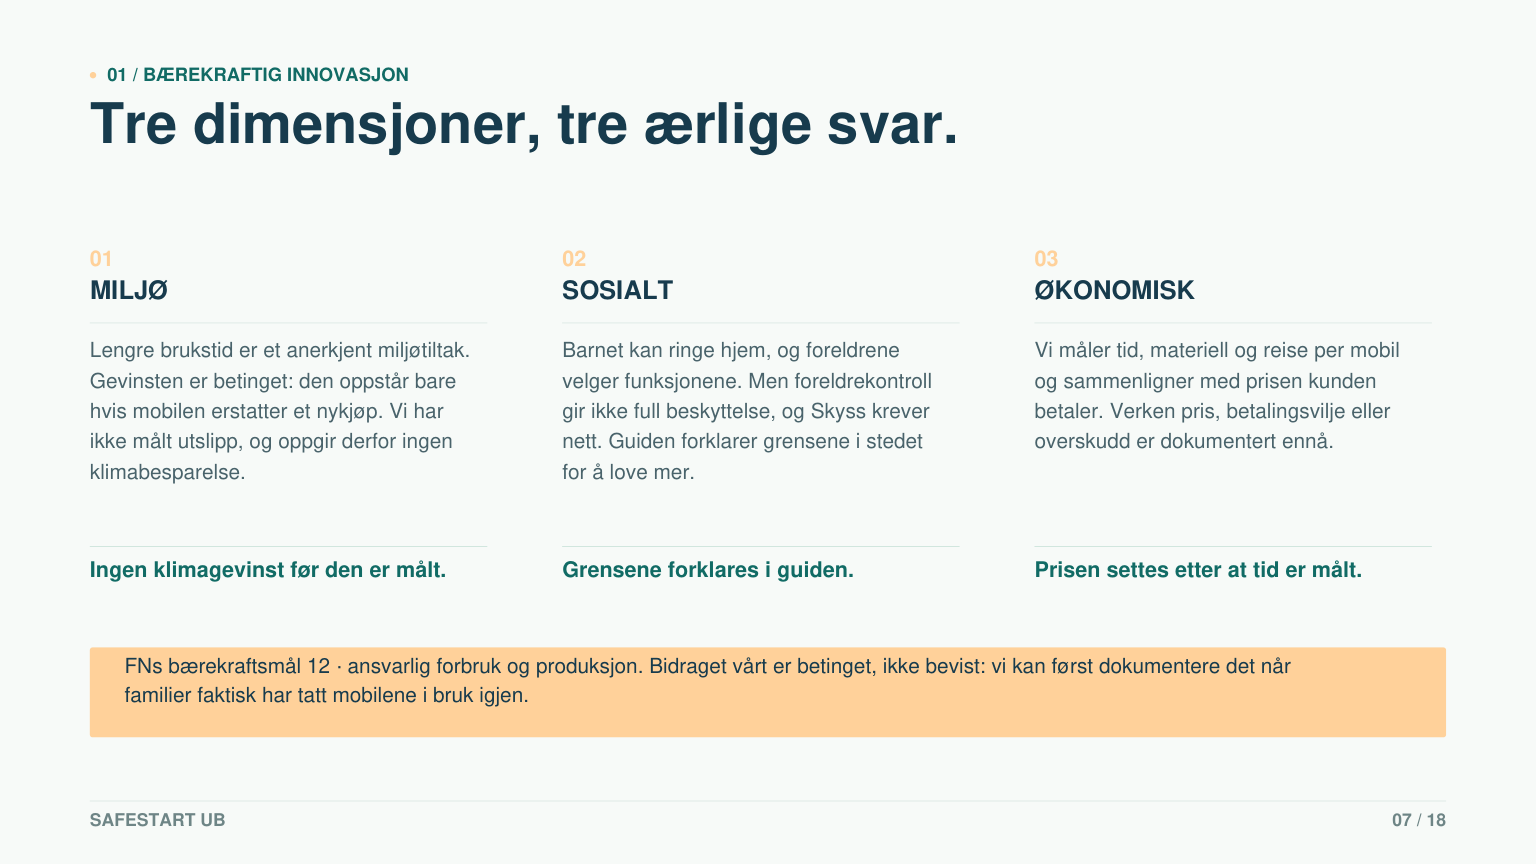 01 / BÆREKRAFTIG INNOVASJON
Tre dimensjoner, tre ærlige svar.
01
MILJØ
Lengre brukstid er et anerkjent miljøtiltak.
Gevinsten er betinget: den oppstår bare
hvis mobilen erstatter et nykjøp. Vi har
ikke målt utslipp, og oppgir derfor ingen
klimabesparelse.
Ingen klimagevinst før den er målt.
02
SOSIALT
Barnet kan ringe hjem, og foreldrene
velger funksjonene. Men foreldrekontroll
gir ikke full beskyttelse, og Skyss krever
nett. Guiden forklarer grensene i stedet
for å love mer.
Grensene forklares i guiden.
03
ØKONOMISK
Vi måler tid, materiell og reise per mobil
og sammenligner med prisen kunden
betaler. Verken pris, betalingsvilje eller
overskudd er dokumentert ennå.
Prisen settes etter at tid er målt.
FNs bærekraftsmål 12 · ansvarlig forbruk og produksjon. Bidraget vårt er betinget, ikke bevist: vi kan først dokumentere det når
familier faktisk har tatt mobilene i bruk igjen.
SAFESTART UB
07 / 18